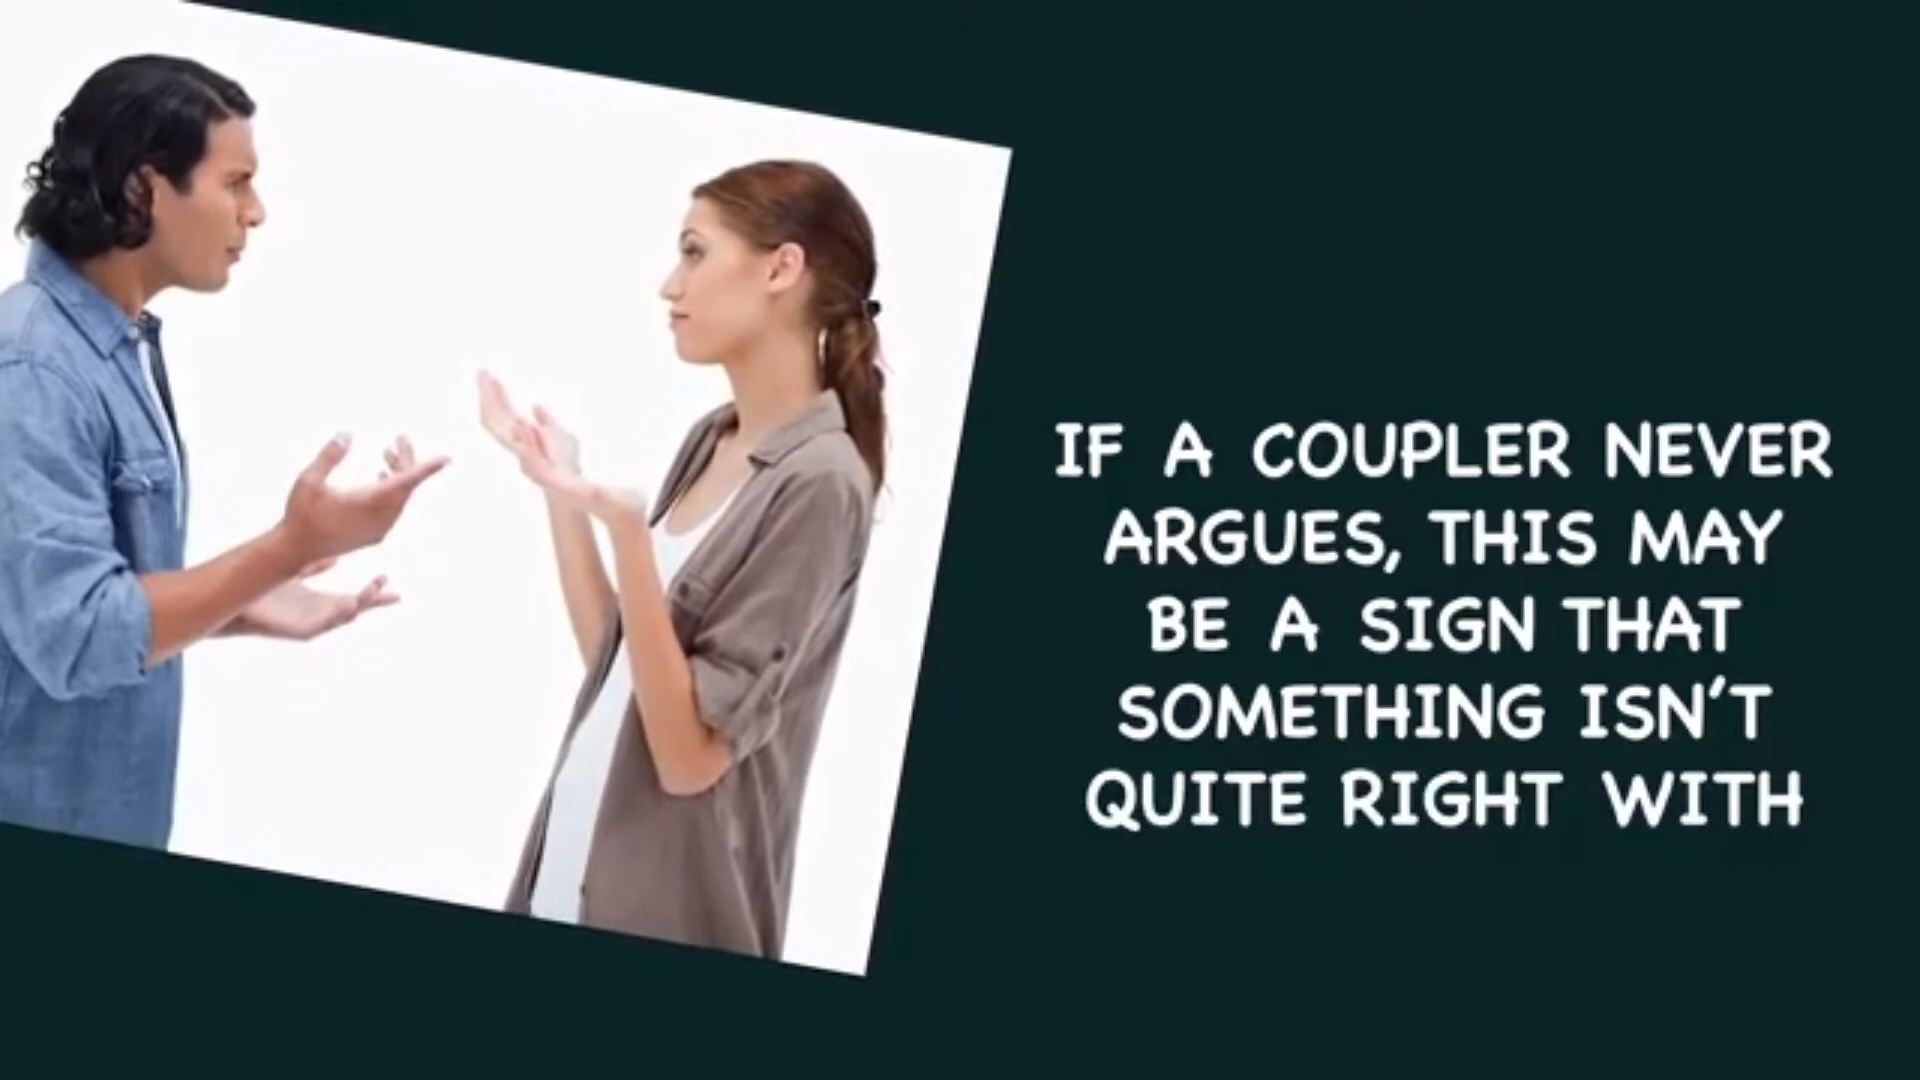 IF A COUPLER NEVER
ARGUES, THIS MAY
BE A SIGN THAT
SOMETHING ISN'T
QUITE RIGHT WITH